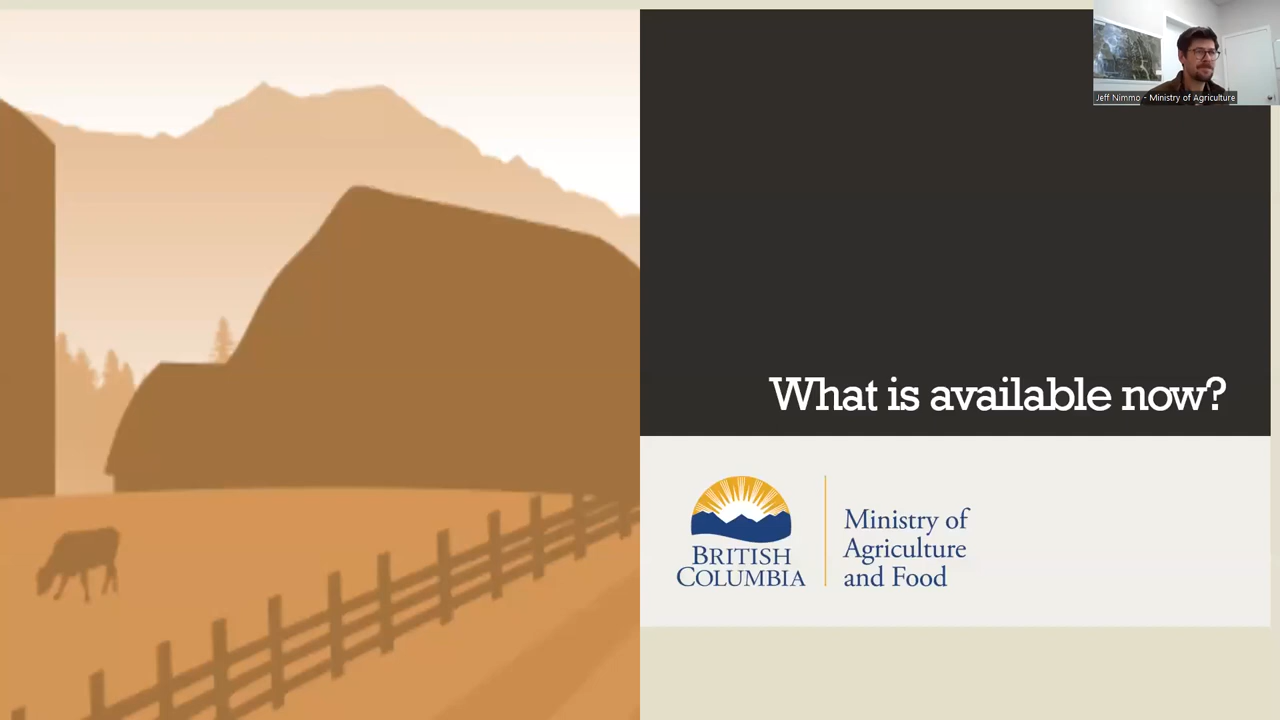 Jeff Nimmo - Ministry of Agriculture
What is available now?
BRITISH
COLUMBIA
Ministry of
Agriculture
and Food